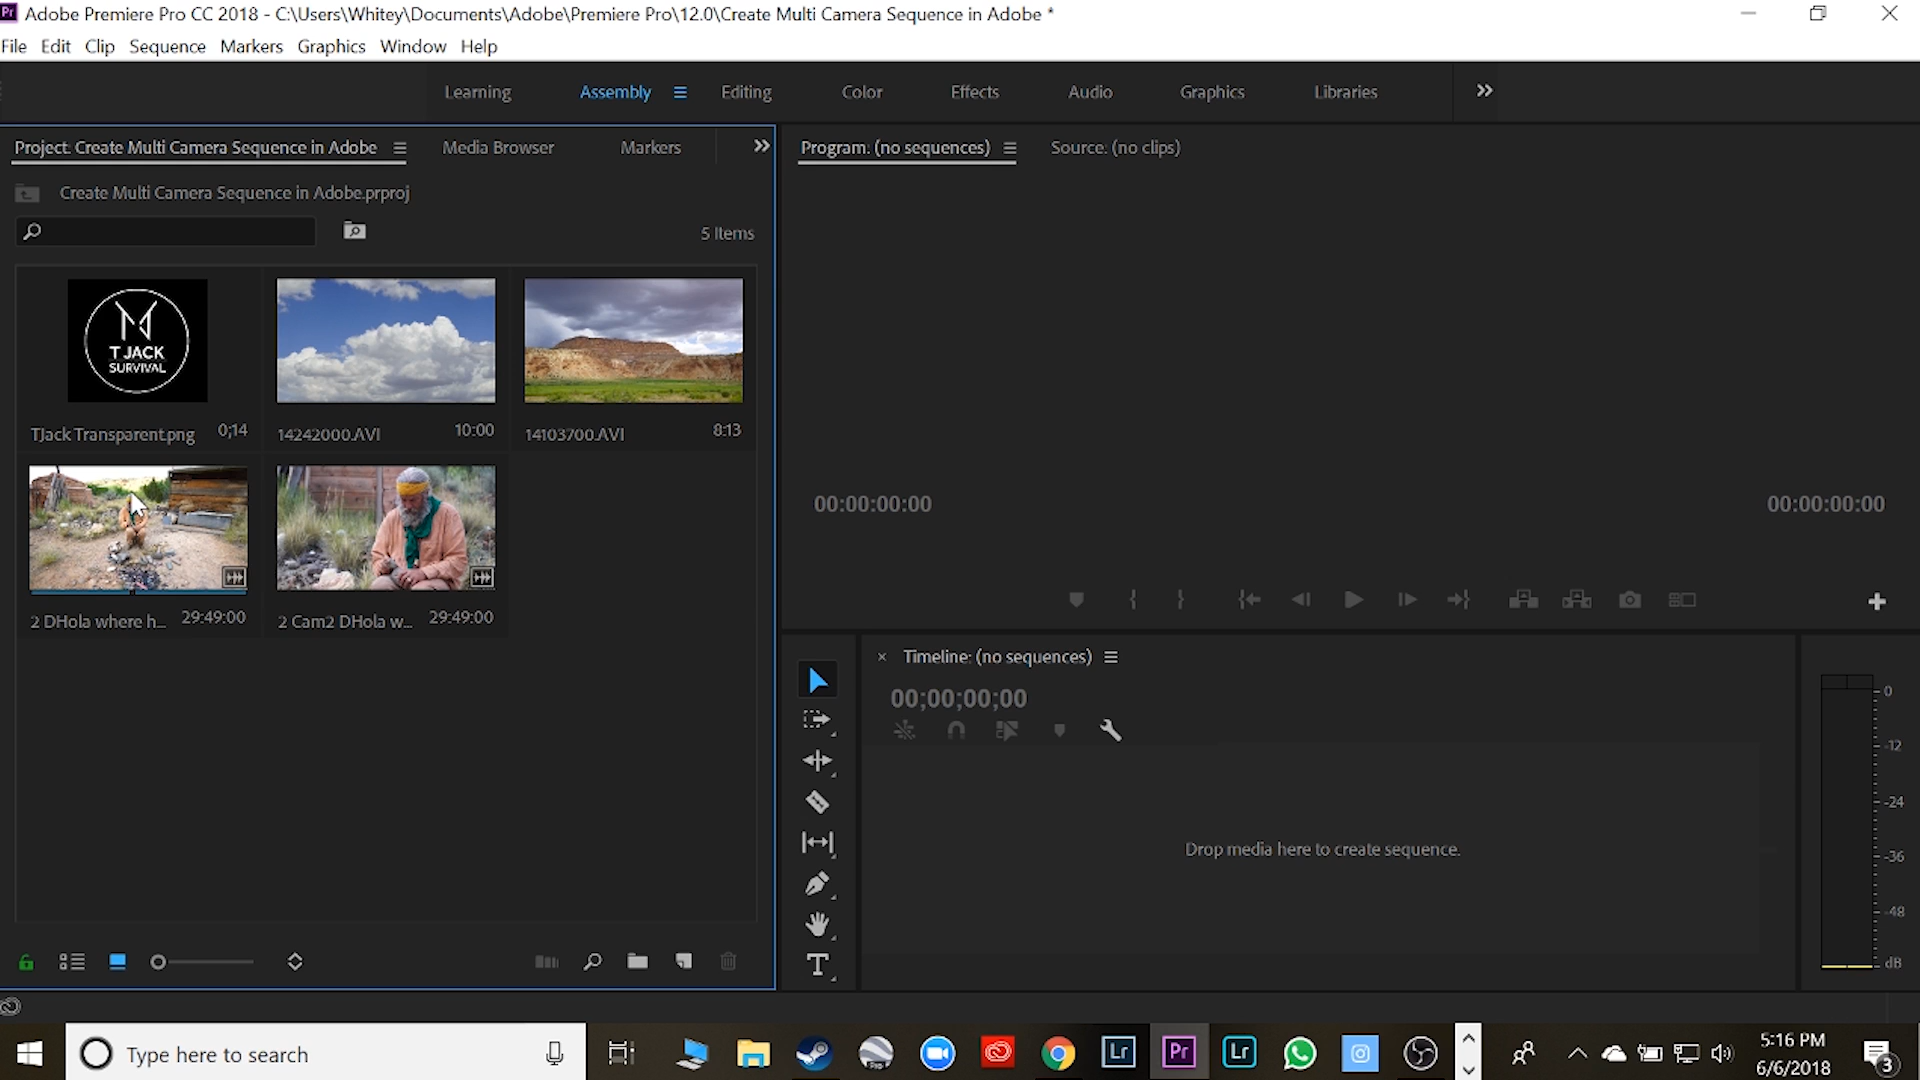 Pr Adobe Premiere Pro CC 2018 - C:\Users\Whitey\Documents\Adobe\Premiere Pro\12.0\Create Multi Camera Sequence in Adobe *
File Edit Clip Sequence Markers Graphics Window Help
Learning Assembly Editing Color Effects Audio Graphics Libraries
Project: Create Multi Camera Sequence in Adobe Media Browser Markers Program: (no sequences) Source: (no clips)
Create Multi Camera Sequence in Adobe.prproj
5 Items
T JACK
SURVIVAL
TJack Transparent.png 0;14 14242000.AVI 10:00 14103700.AVI 8:13
00:00:00:00 00:00:00:00
2 DHola where h... 29:49:00 2 Cam2 DHola w... 29:49:00
Timeline: (no sequences)
00;00;00;00
0
-12
-24
Drop media here to create sequence.
-36
-48
dB
Type here to search
Lr Pr Lr
5:16 PM
6/6/2018
3